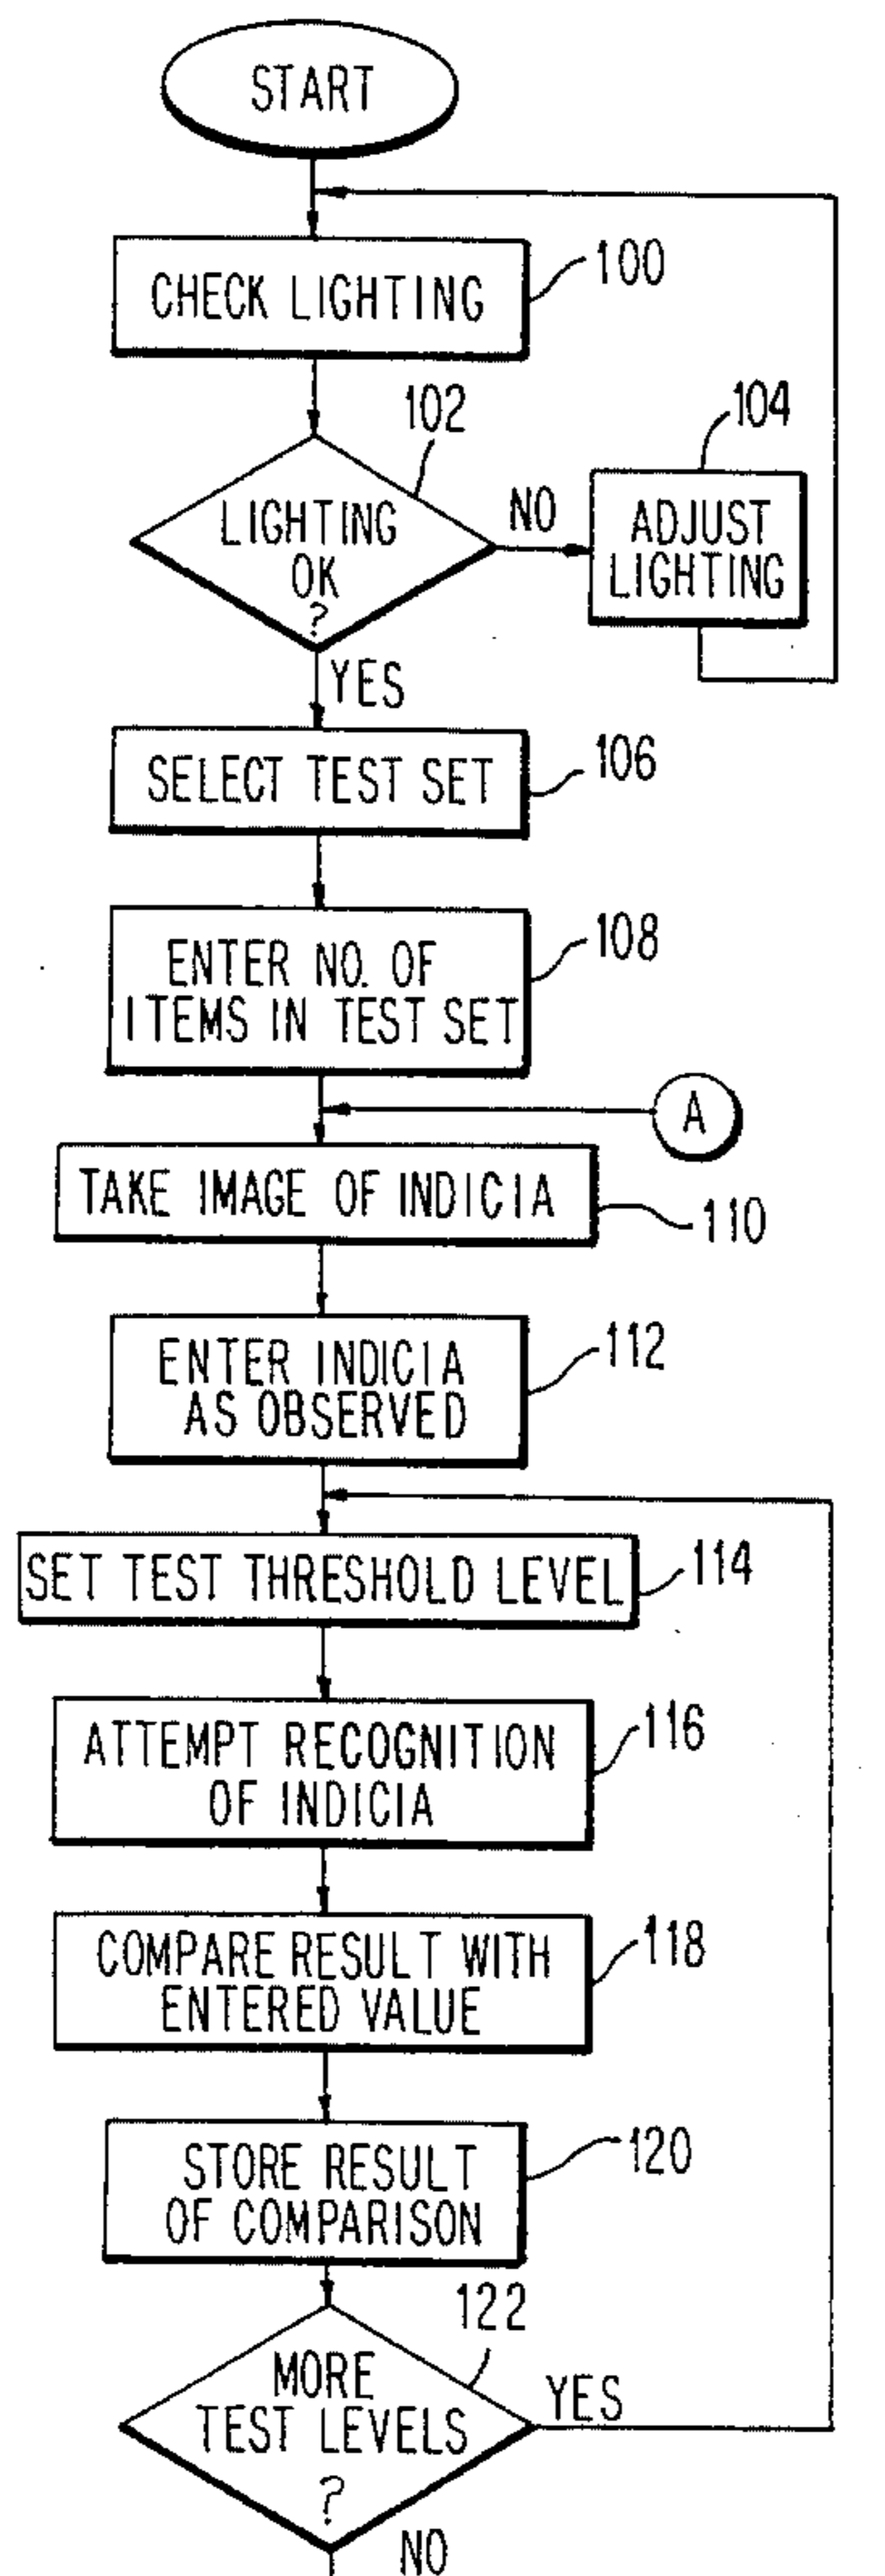 START
CHECK LIGHTING
100
102
LIGHTING
OK
?
NO
104
ADJUST
LIGHTING
YES
SELECT TEST SET
106
ENTER NO. OF
ITEMS IN TEST SET
108
A
TAKE IMAGE OF INDICIA
110
ENTER INDICIA
AS OBSERVED
112
SET TEST THRESHOLD LEVEL
114
ATTEMPT RECOGNITION
OF INDICIA
116
COMPARE RESULT WITH
ENTERED VALUE
118
STORE RESULT
OF COMPARISON
120
122
MORE
TEST LEVELS
?
YES
NO